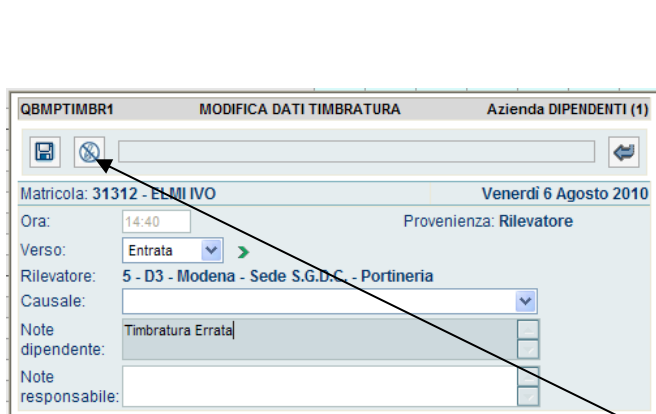 QBMPTIMBR1 MODIFICA DATI TIMBRATURA Azienda DIPENDENTI (1)
Matricola: 31312 - ELMI IVO Venerdì 6 Agosto 2010
Ora: 14:40 Provenienza: Rilevatore
Verso: Entrata
Rilevatore: 5 - D3 - Modena - Sede S.G.D.C. - Portineria
Causale:
Note dipendente: Timbratura Errata
Note responsabile: